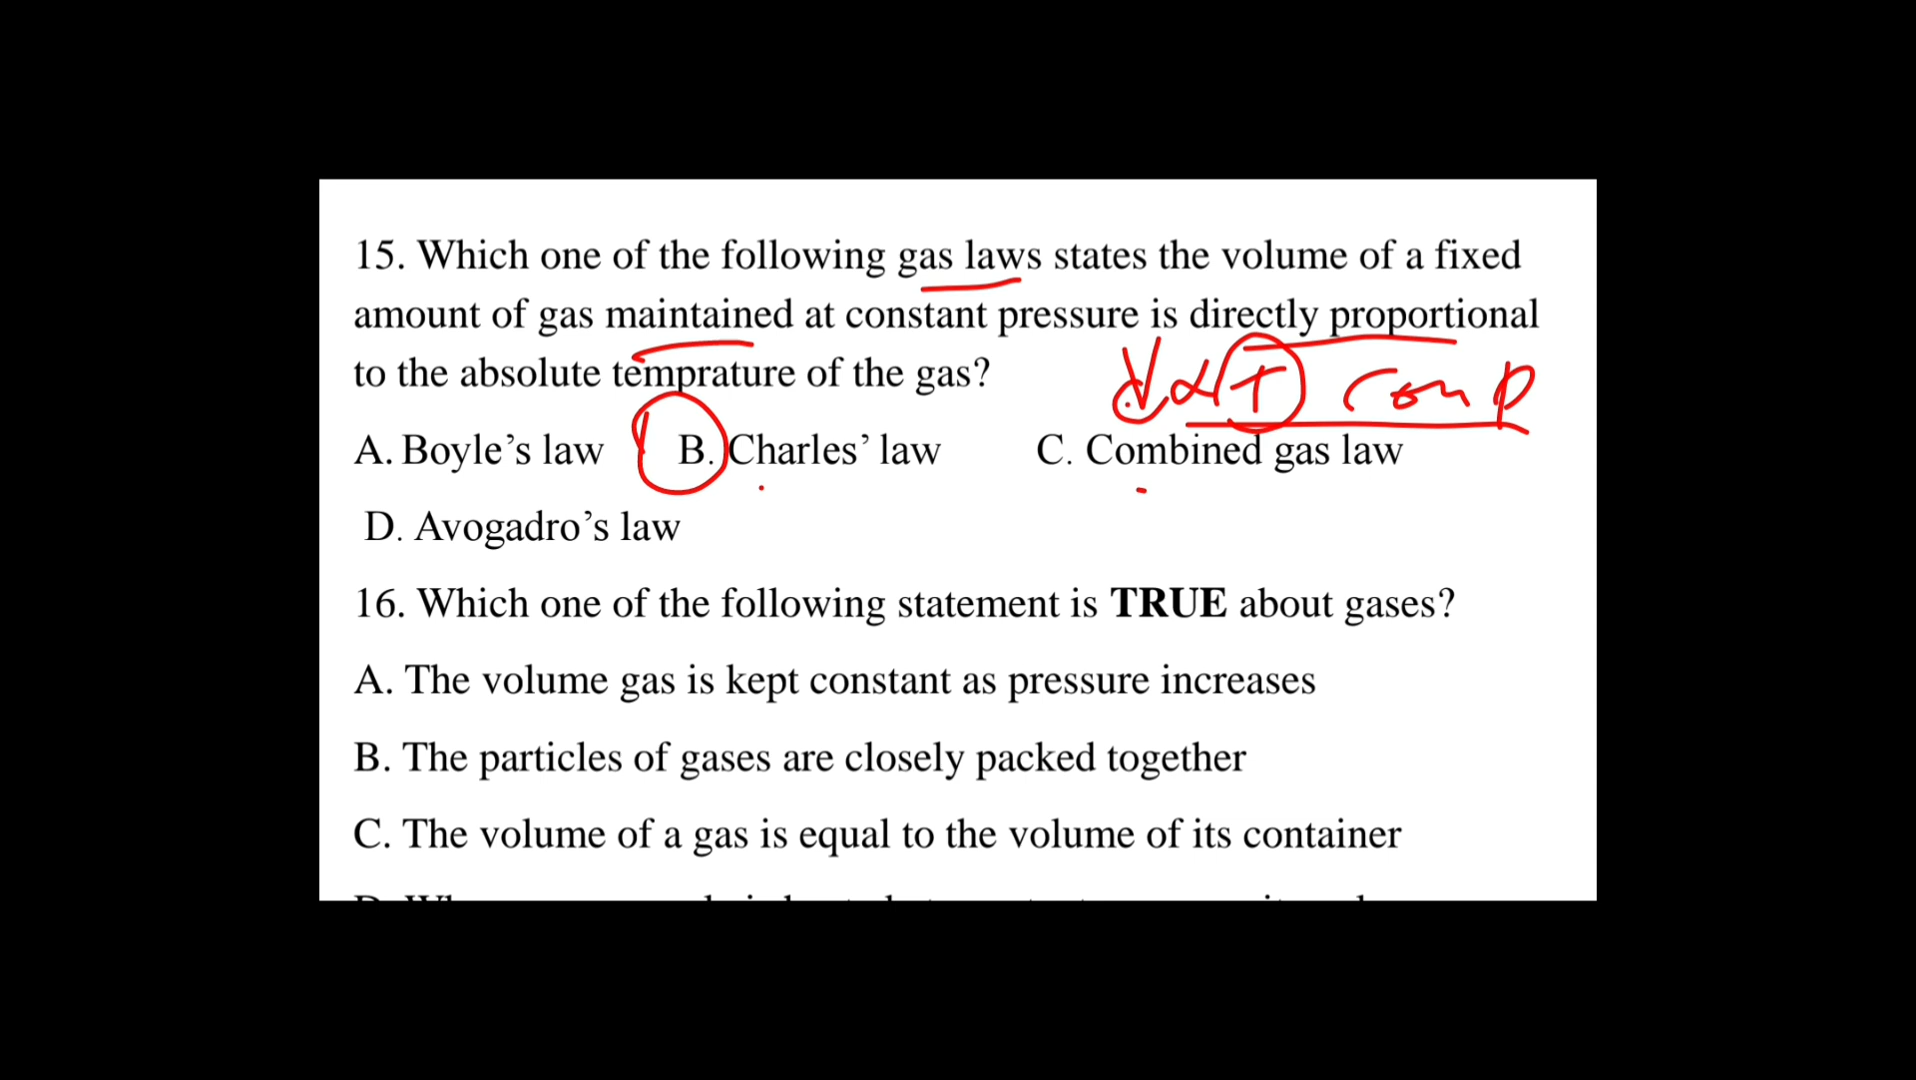 15. Which one of the following gas laws states the volume of a fixed
amount of gas maintained at constant pressure is directly proportional
to the absolute temprature of the gas?
V∝T con P
A. Boyle’s law B. Charles’ law C. Combined gas law
D. Avogadro’s law
16. Which one of the following statement is TRUE about gases?
A. The volume gas is kept constant as pressure increases
B. The particles of gases are closely packed together
C. The volume of a gas is equal to the volume of its container